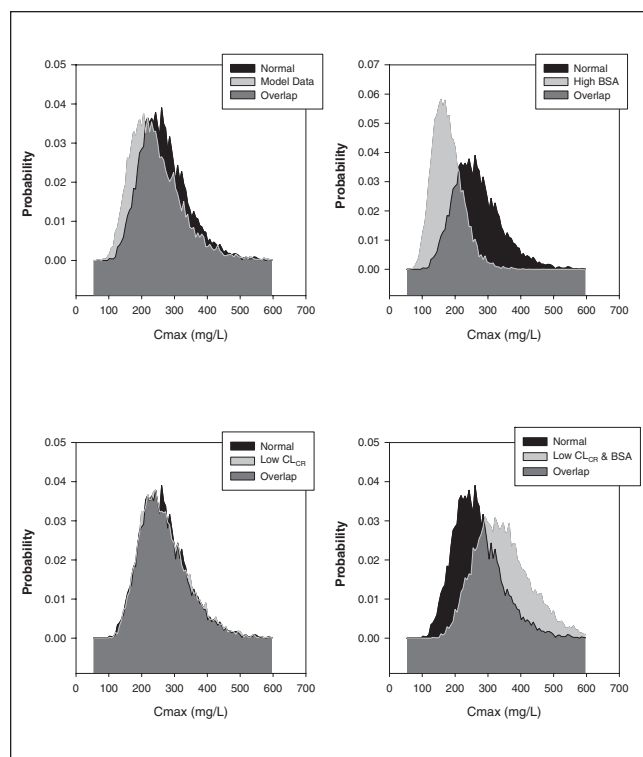 0.05
0.04
0.03
0.02
0.01
0.00
Probability
0 100 200 300 400 500 600 700
Cmax (mg/L)
Normal
Model Data
Overlap
0.07
0.06
0.05
0.04
0.03
0.02
0.01
0.00
Probability
0 100 200 300 400 500 600 700
Cmax (mg/L)
Normal
High BSA
Overlap
0.05
0.04
0.03
0.02
0.01
0.00
Probability
0 100 200 300 400 500 600 700
Cmax (mg/L)
Normal
Low CLCR
Overlap
0.05
0.04
0.03
0.02
0.01
0.00
Probability
0 100 200 300 400 500 600 700
Cmax (mg/L)
Normal
Low CLCR & BSA
Overlap